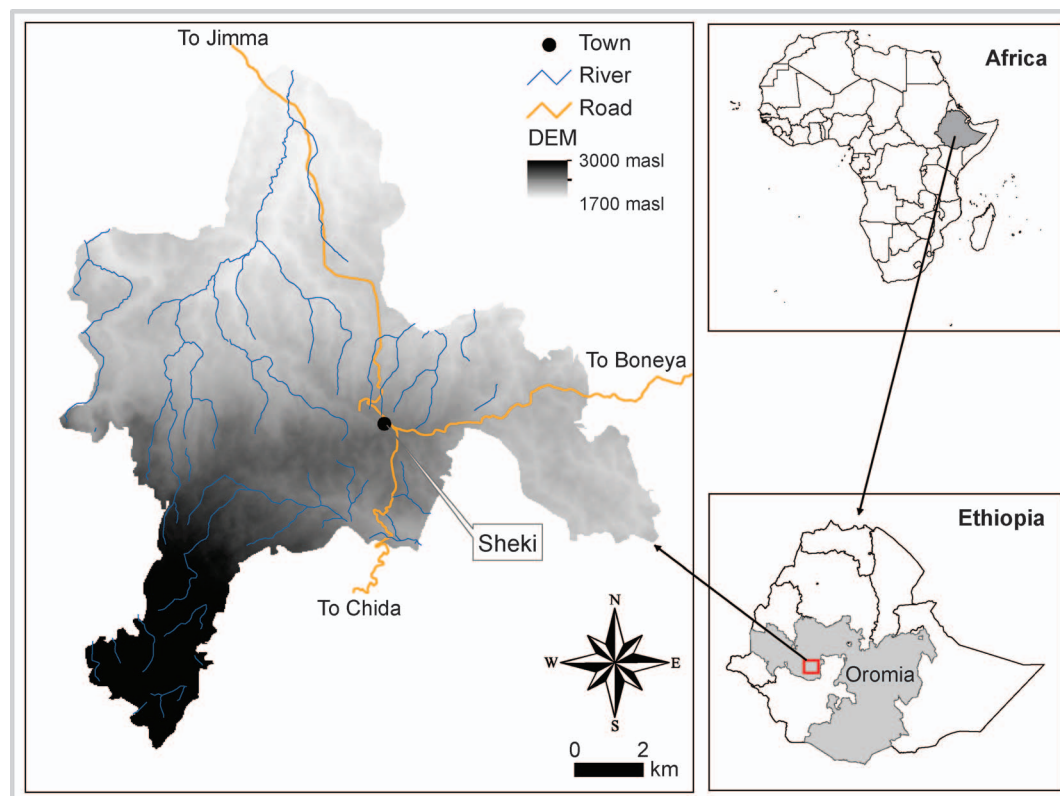 To Jimma
Town
River
Road
DEM
3000 masl
1700 masl
To Boneya
Sheki
To Chida
N
W E
S
0 2
km
Africa
Ethiopia
Oromia